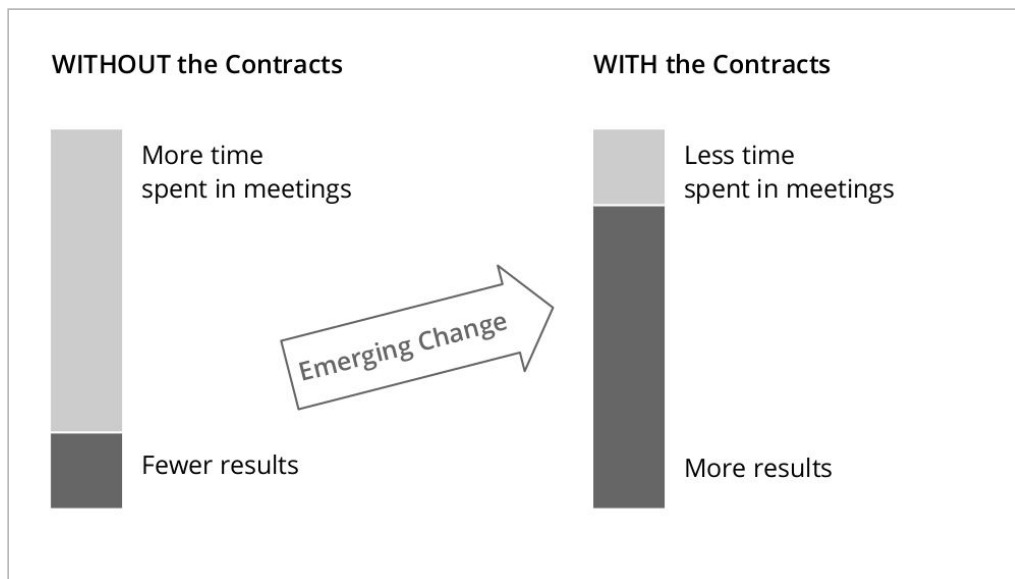 WITHOUT the Contracts
More time
spent in meetings
Fewer results
Emerging Change
WITH the Contracts
Less time
spent in meetings
More results